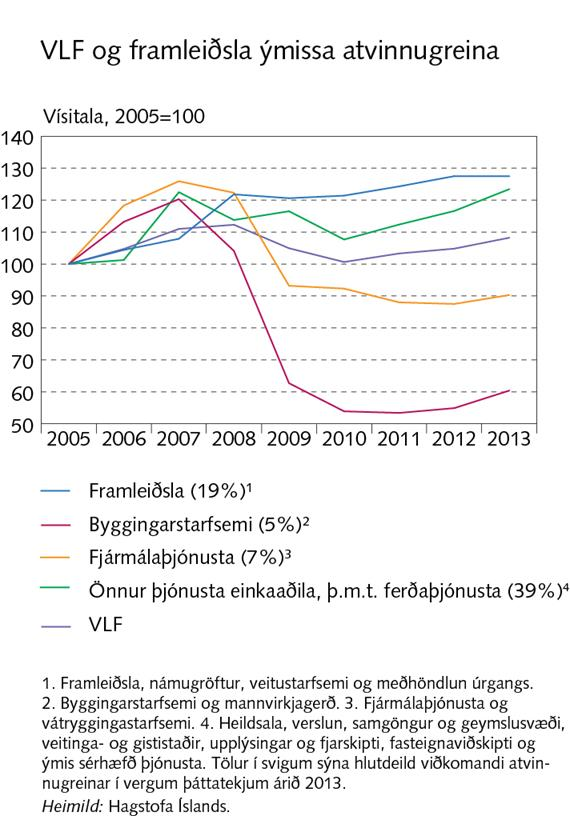 VLF og framleiðsla ýmissa atvinnugreina
Vísitala, 2005=100
140
130
120
110
100
90
80
70
60
50
2005 2006 2007 2008 2009 2010 2011 2012 2013
Framleiðsla (19%)¹
Byggingarstarfsemi (5%)²
Fjármálaþjónusta (7%)³
Önnur þjónusta einkaaðila, þ.m.t. ferðaþjónusta (39%)⁴
VLF
1. Framleiðsla, námugröftur, veitustarfsemi og meðhöndlun úrgangs.
2. Byggingarstarfsemi og mannvirkjagerð. 3. Fjármálaþjónusta og
vátryggingastarfsemi. 4. Heildsala, verslun, samgöngur og geymslusvæði,
veitinga- og gististaðir, upplýsingar og fjarskipti, fasteignaviðskipti og
ýmis sérhæfð þjónusta. Tölur í svigum sýna hlutdeild viðkomandi atvin-
nugreinar í vergum þáttatekjum árið 2013.
Heimild: Hagstofa Íslands.